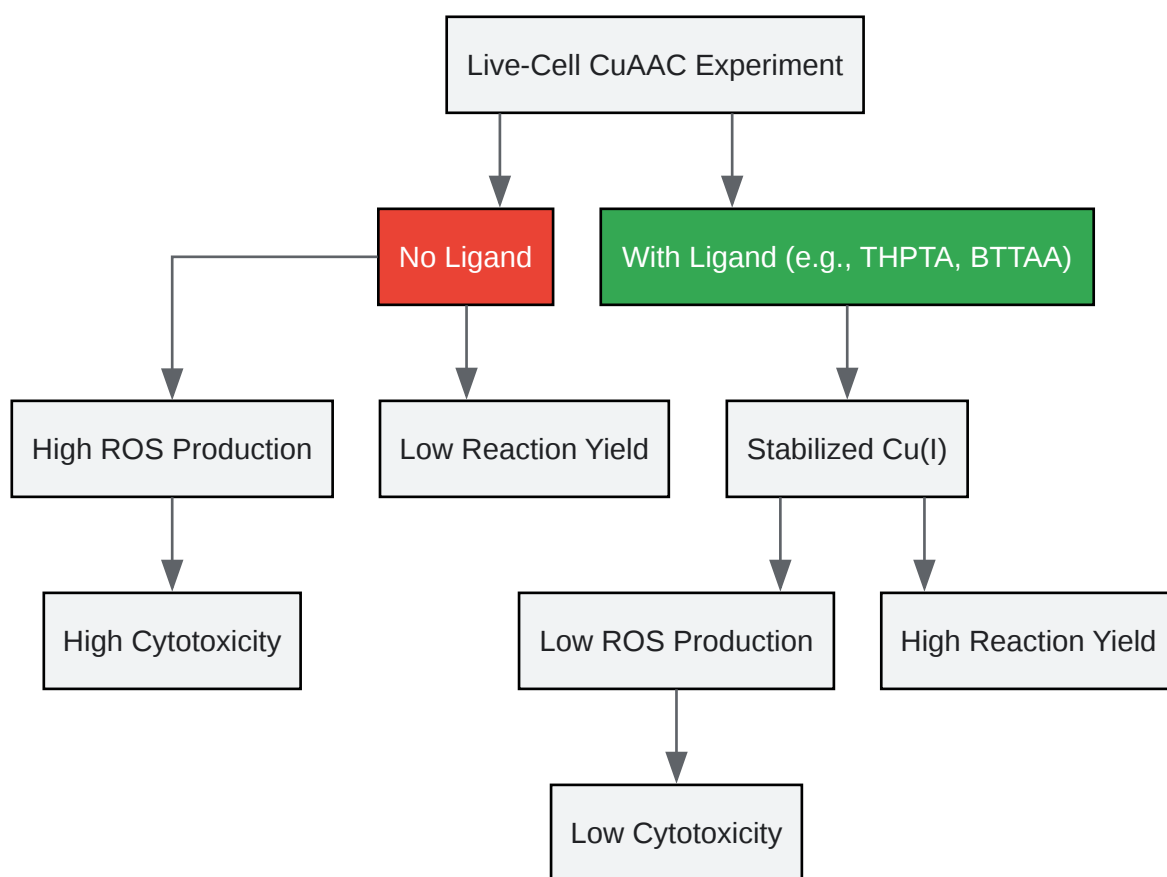 Live-Cell CuAAC Experiment
No Ligand
With Ligand (e.g., THPTA, BTTAA)
High ROS Production
Low Reaction Yield
Stabilized Cu(I)
High Cytotoxicity
Low ROS Production
High Reaction Yield
Low Cytotoxicity